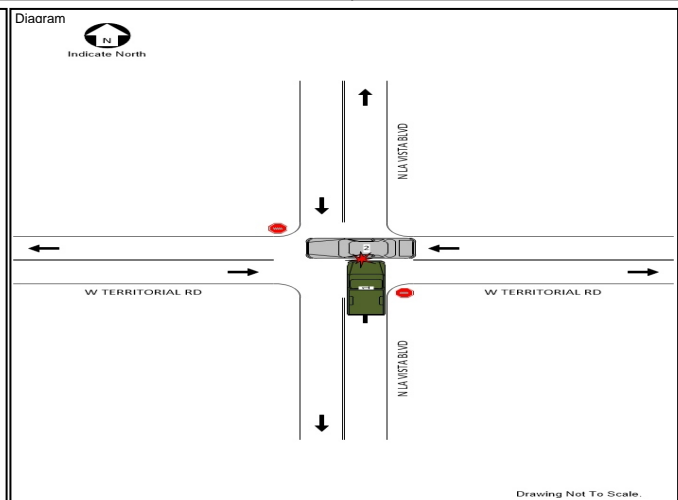 Diagram
N
Indicate North
N LA VISTA BLVD
2
W TERRITORIAL RD
W TERRITORIAL RD
N LA VISTA BLVD
Drawing Not To Scale.